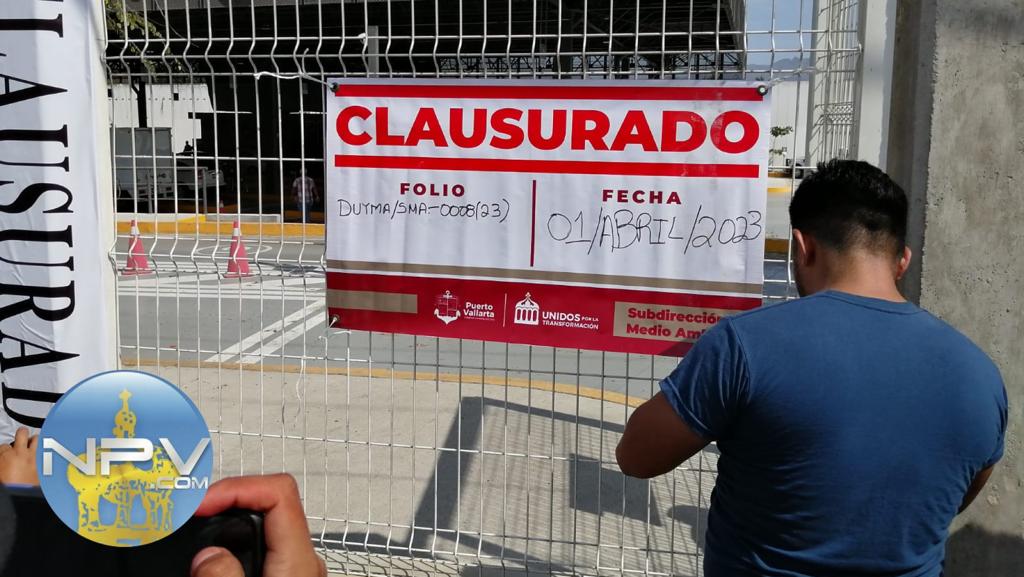 CLAUSURAD
CLAUSURADO
FOLIO
DUYMA/SMA-0008(23)
FECHA
01/ABRIL/2023
Puerto
Vallarta
UNIDOS POR LA
TRANSFORMACIÓN
Subdirección
Medio Am
NPV
.COM